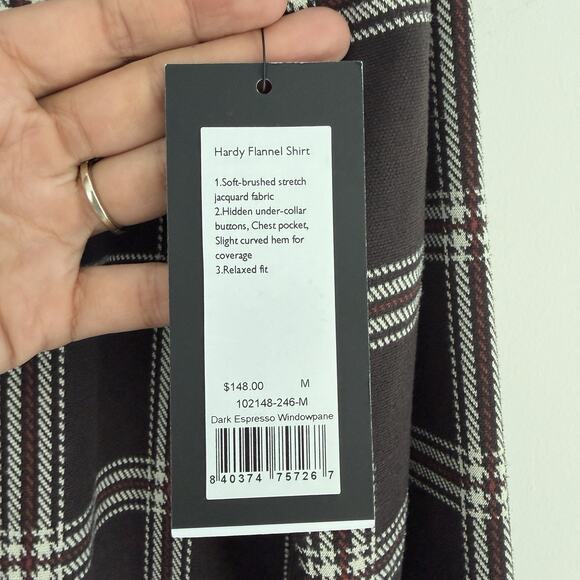 Hardy Flannel Shirt
1.Soft-brushed stretch
jacquard fabric
2.Hidden under-collar
buttons, Chest pocket,
Slight curved hem for
coverage
3.Relaxed fit
$148.00 M
102148-246-M
Dark Espresso Windowpane
8 40374 75726 7